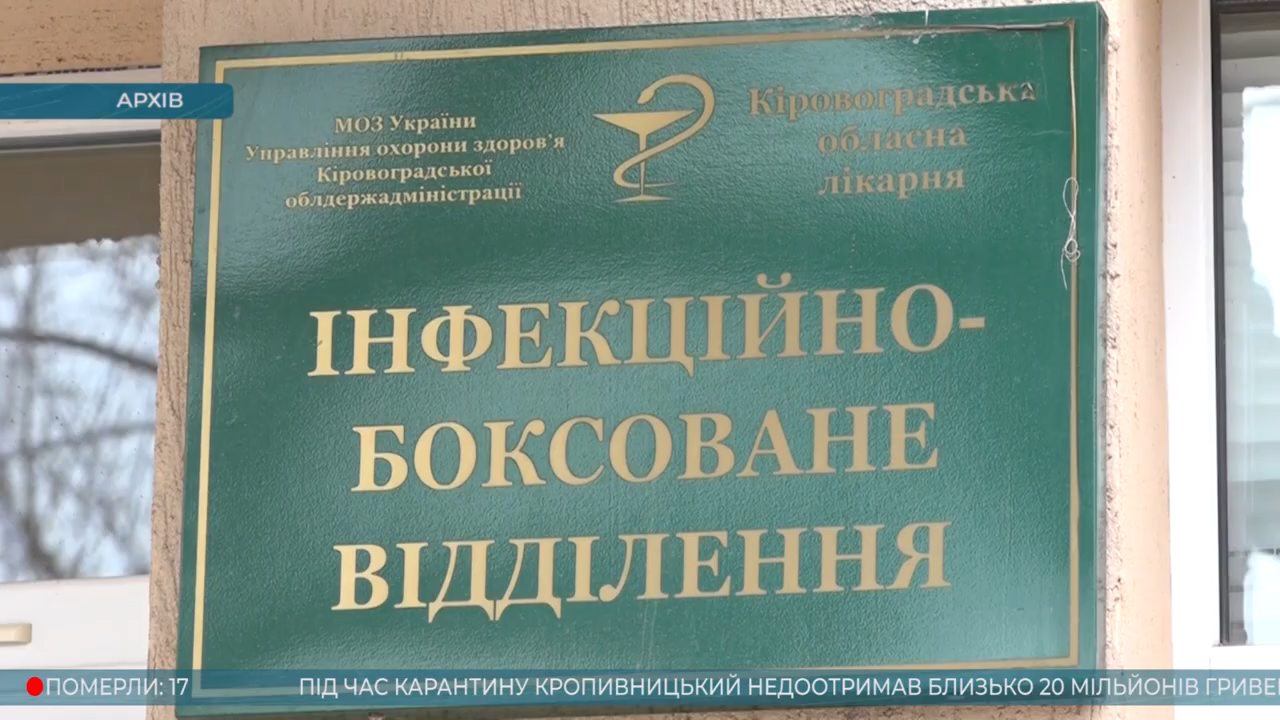 АРХІВ
МОЗ України
Управління охорони здоров'я
Кіровоградської
облдержадміністрації
Кіровоградська
обласна
лікарня
ІНФЕКЦІЙНО-
БОКСОВАНЕ
ВІДДІЛЕННЯ
ПОМЕРЛИ: 17
ПІД ЧАС КАРАНТИНУ КРОПИВНИЦЬКИЙ НЕДООТРИМАВ БЛИЗЬКО 20 МІЛЬЙОНІВ